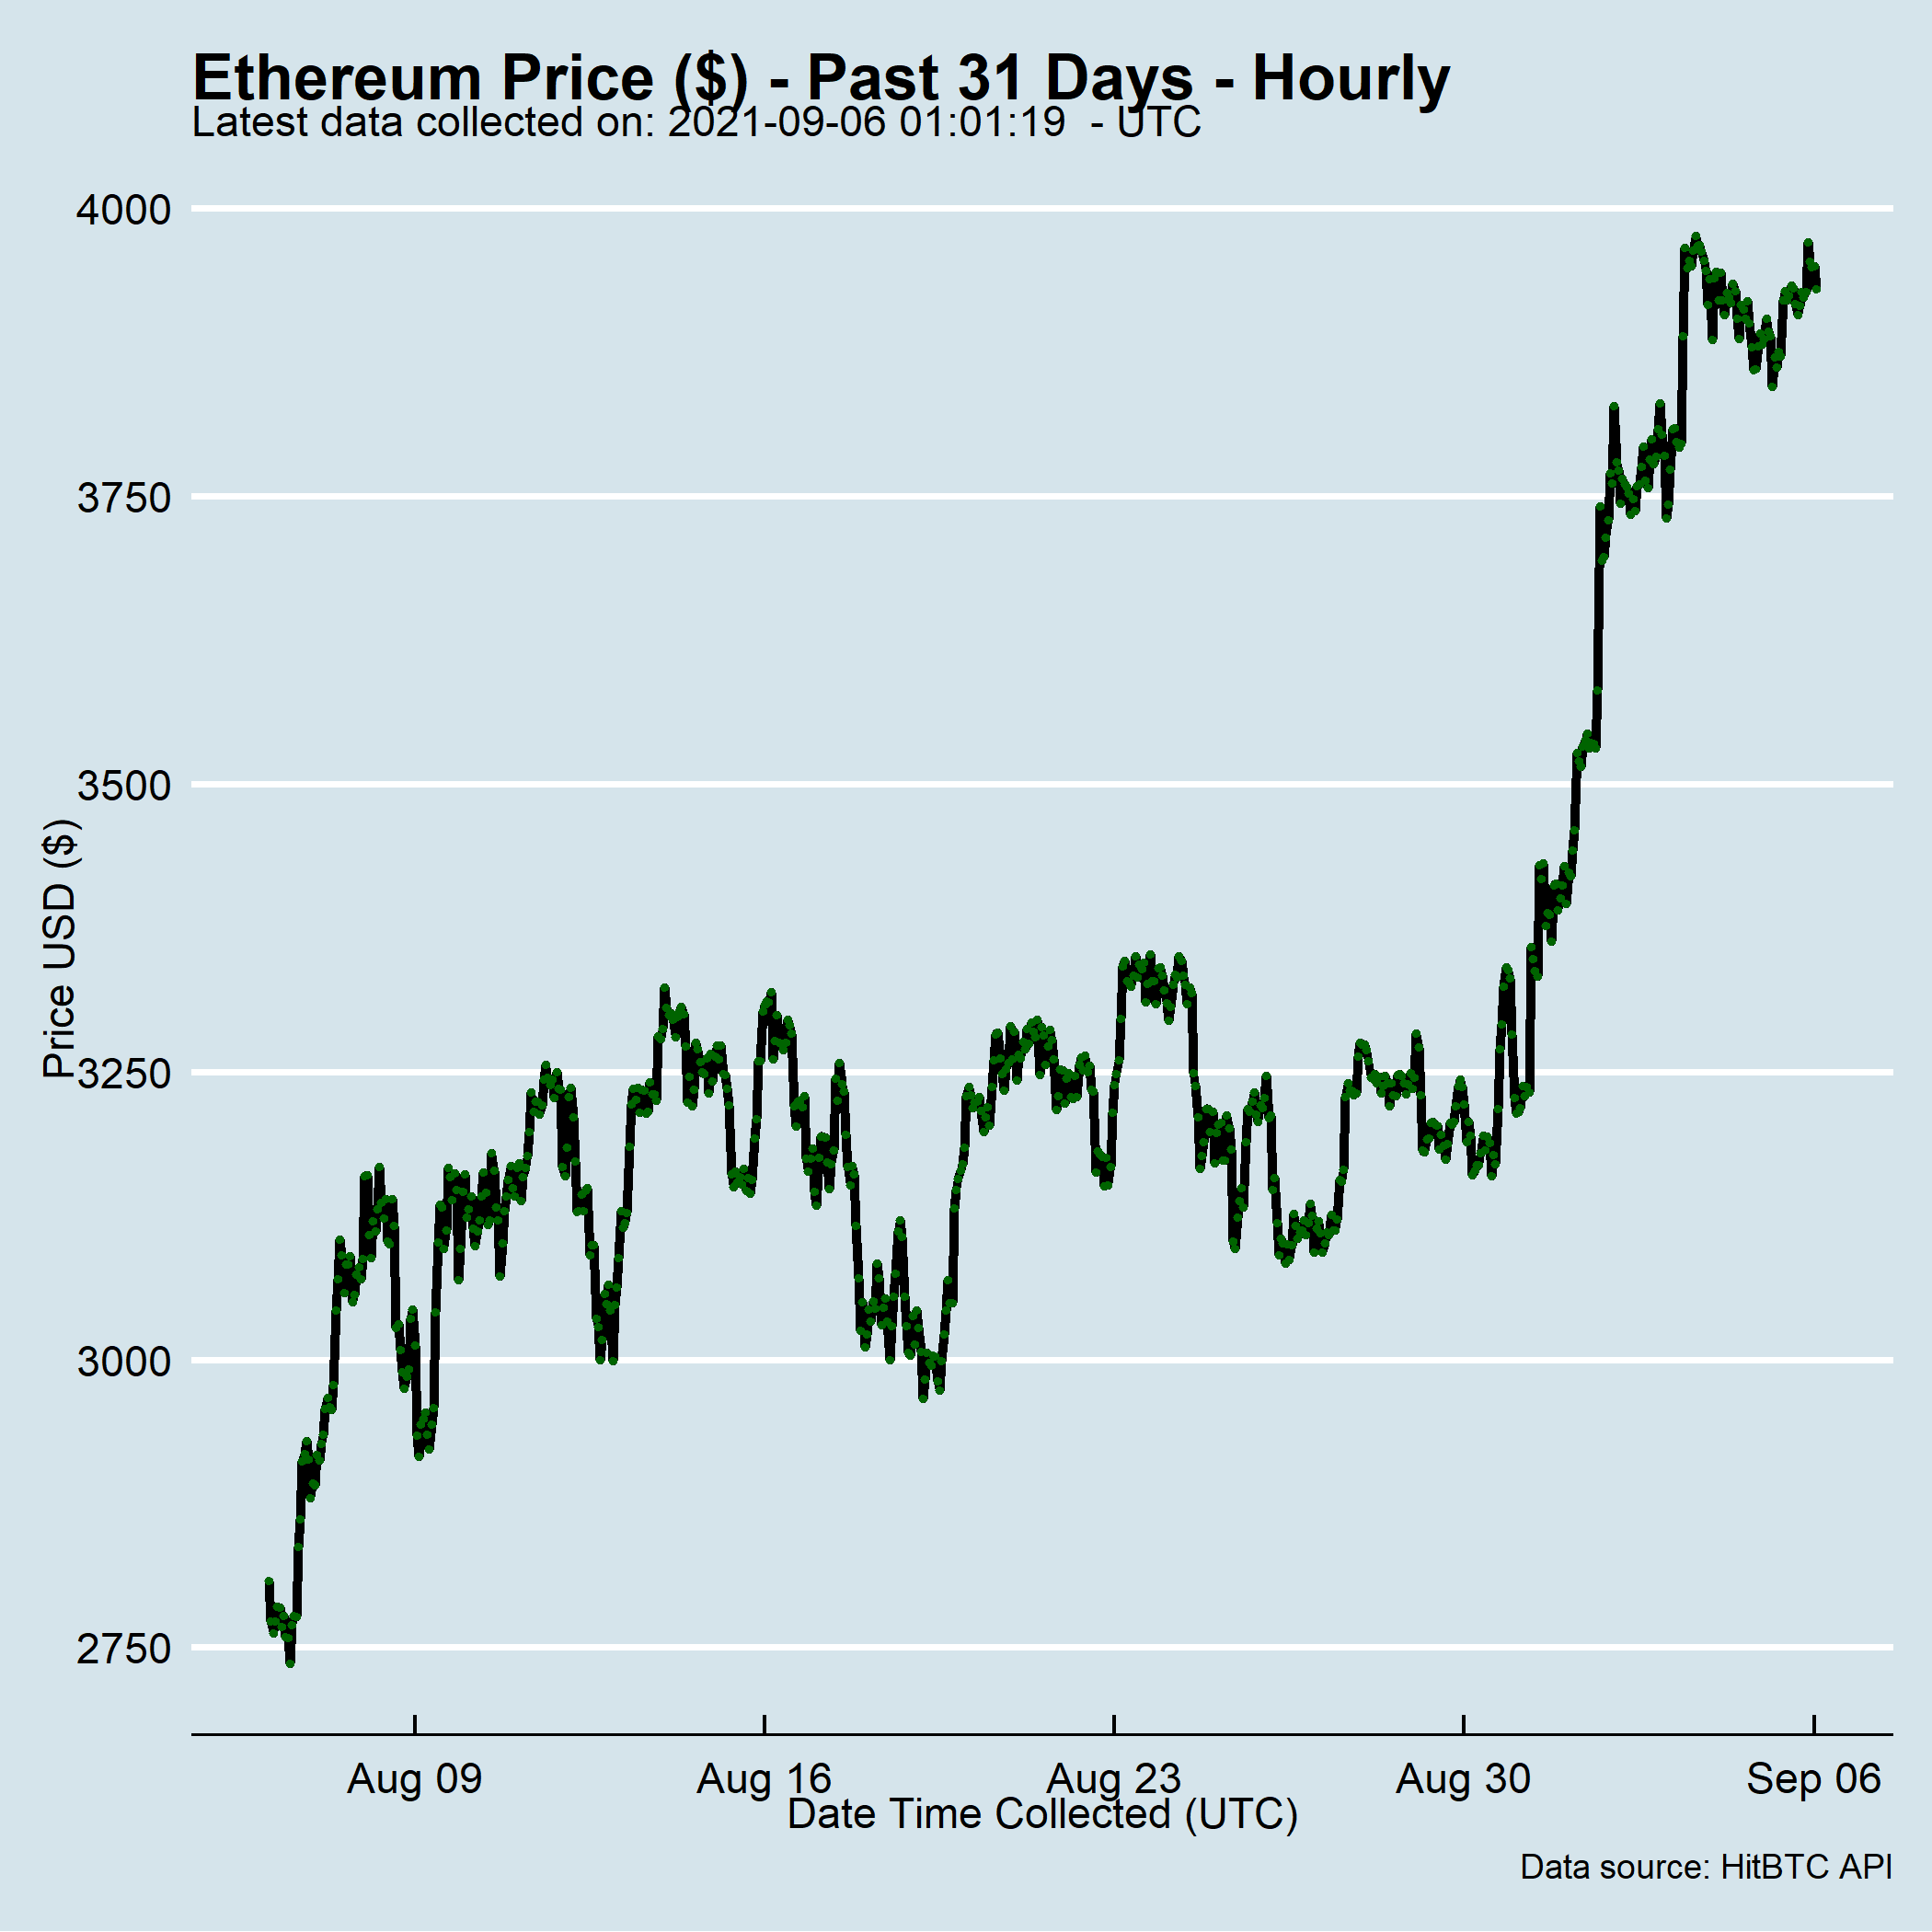 Ethereum Price ($) - Past 31 Days - Hourly
Latest data collected on: 2021-09-06 01:01:19  - UTC
4000
3750
3500
3250
3000
2750
Price USD ($)
Aug 09
Aug 16
Aug 23
Aug 30
Sep 06
Date Time Collected (UTC)
Data source: HitBTC API